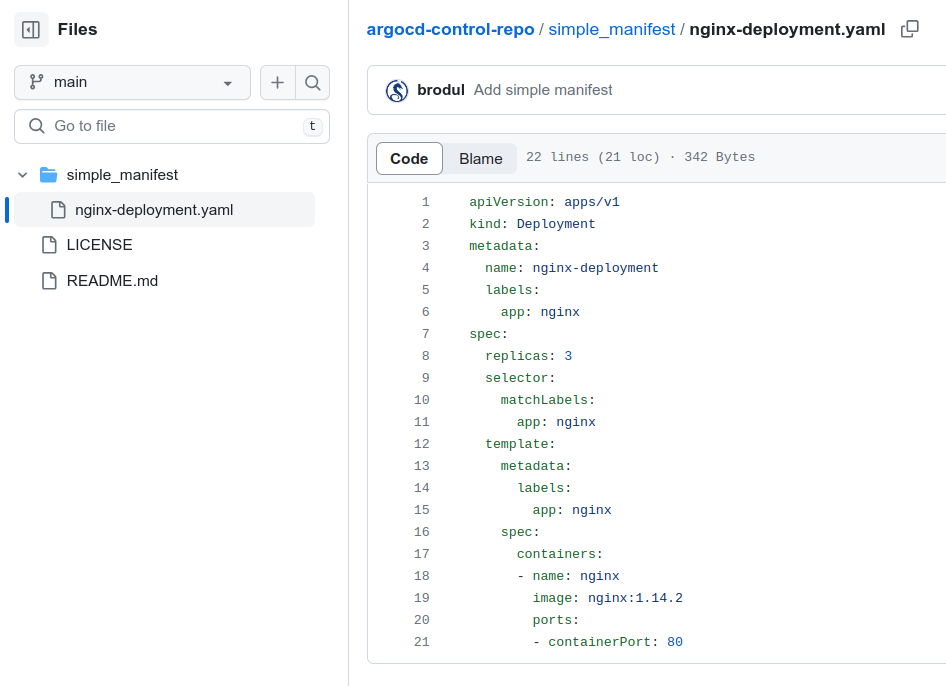 Files
main
Go to file
t
simple_manifest
nginx-deployment.yaml
LICENSE
README.md
argocd-control-repo / simple_manifest / nginx-deployment.yaml
brodul Add simple manifest
Code Blame 22 lines (21 loc) · 342 Bytes
1 apiVersion: apps/v1
2 kind: Deployment
3 metadata:
4   name: nginx-deployment
5   labels:
6     app: nginx
7 spec:
8   replicas: 3
9   selector:
10     matchLabels:
11       app: nginx
12   template:
13     metadata:
14       labels:
15         app: nginx
16     spec:
17       containers:
18       - name: nginx
19         image: nginx:1.14.2
20         ports:
21         - containerPort: 80